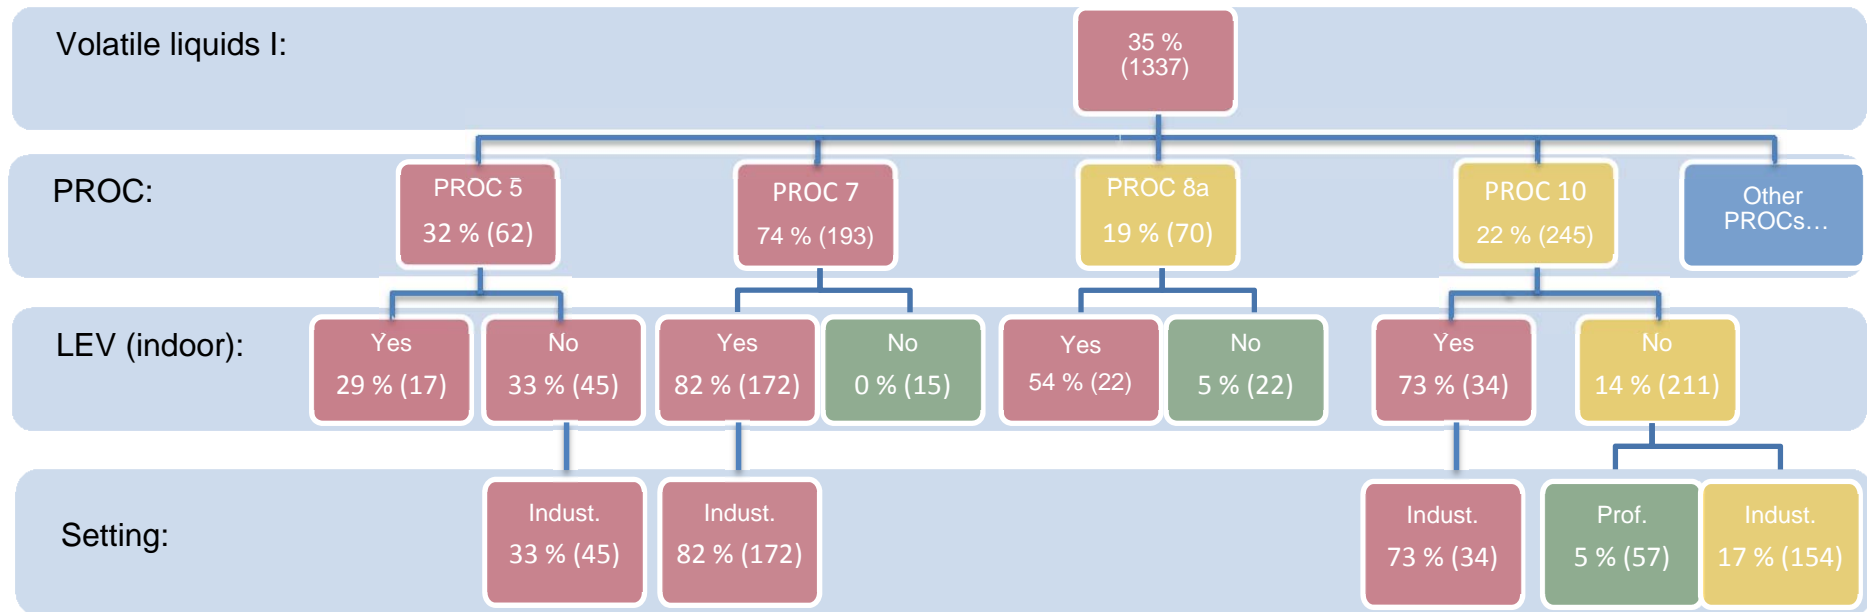 Volatile liquids I:
35 %
(1337)
PROC:
PROC 5
32 % (62)
PROC 7
74 % (193)
PROC 8a
19 % (70)
PROC 10
22 % (245)
Other
PROCs…
LEV (indoor):
Yes
29 % (17)
No
33 % (45)
Yes
82 % (172)
No
0 % (15)
Yes
54 % (22)
No
5 % (22)
Yes
73 % (34)
No
14 % (211)
Setting:
Indust.
33 % (45)
Indust.
82 % (172)
Indust.
73 % (34)
Prof.
5 % (57)
Indust.
17 % (154)